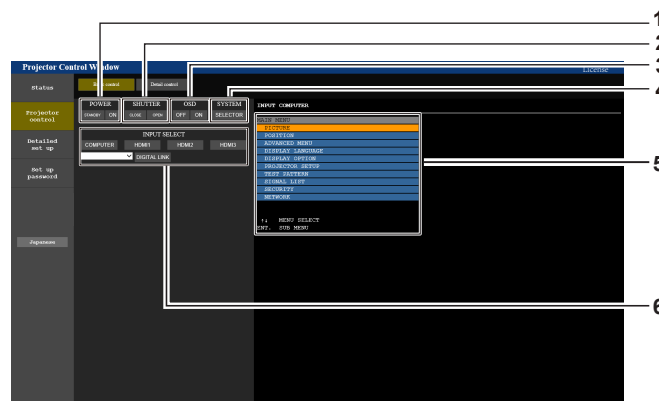 1
2
3
4
Projector Control Window
License
Status
Basic control
Detail control
POWER
SHUTTER
OSD
SYSTEM
STANDBY ON
CLOSE OPEN
OFF ON
SELECTOR
Projector control
INPUT SELECT
COMPUTER HDMI1 HDMI2 HDMI3
DIGITAL LINK
Detailed set up
Set up password
Japanese
INPUT COMPUTER
MAIN MENU
PICTURE
POSITION
ADVANCED MENU
DISPLAY LANGUAGE
DISPLAY OPTION
PROJECTOR SETUP
TEST PATTERN
SIGNAL LIST
SECURITY
NETWORK
MENU SELECT
ENT. SUB MENU
5
6